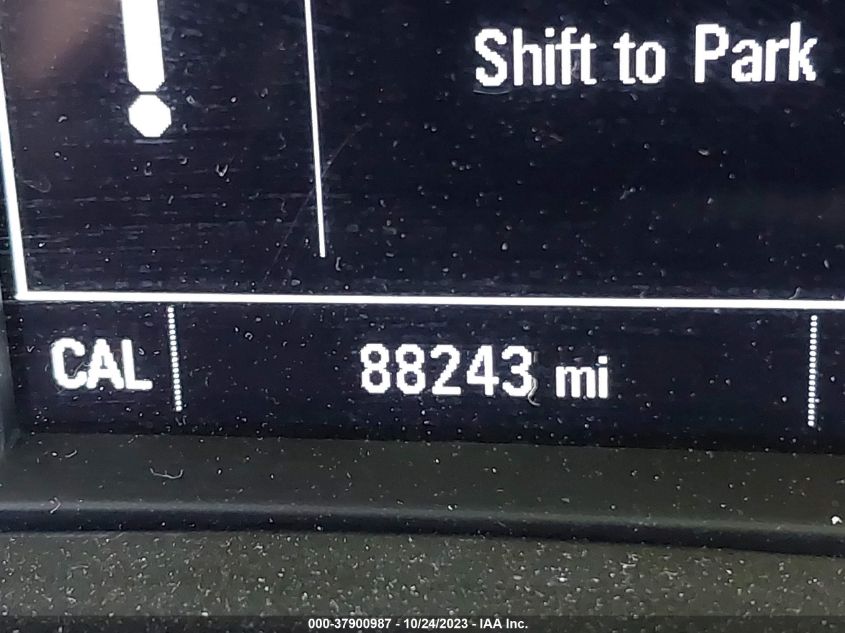 Shift to Park
CAL 88243 mi
000-37900987 - 10/24/2023 - IAA Inc.